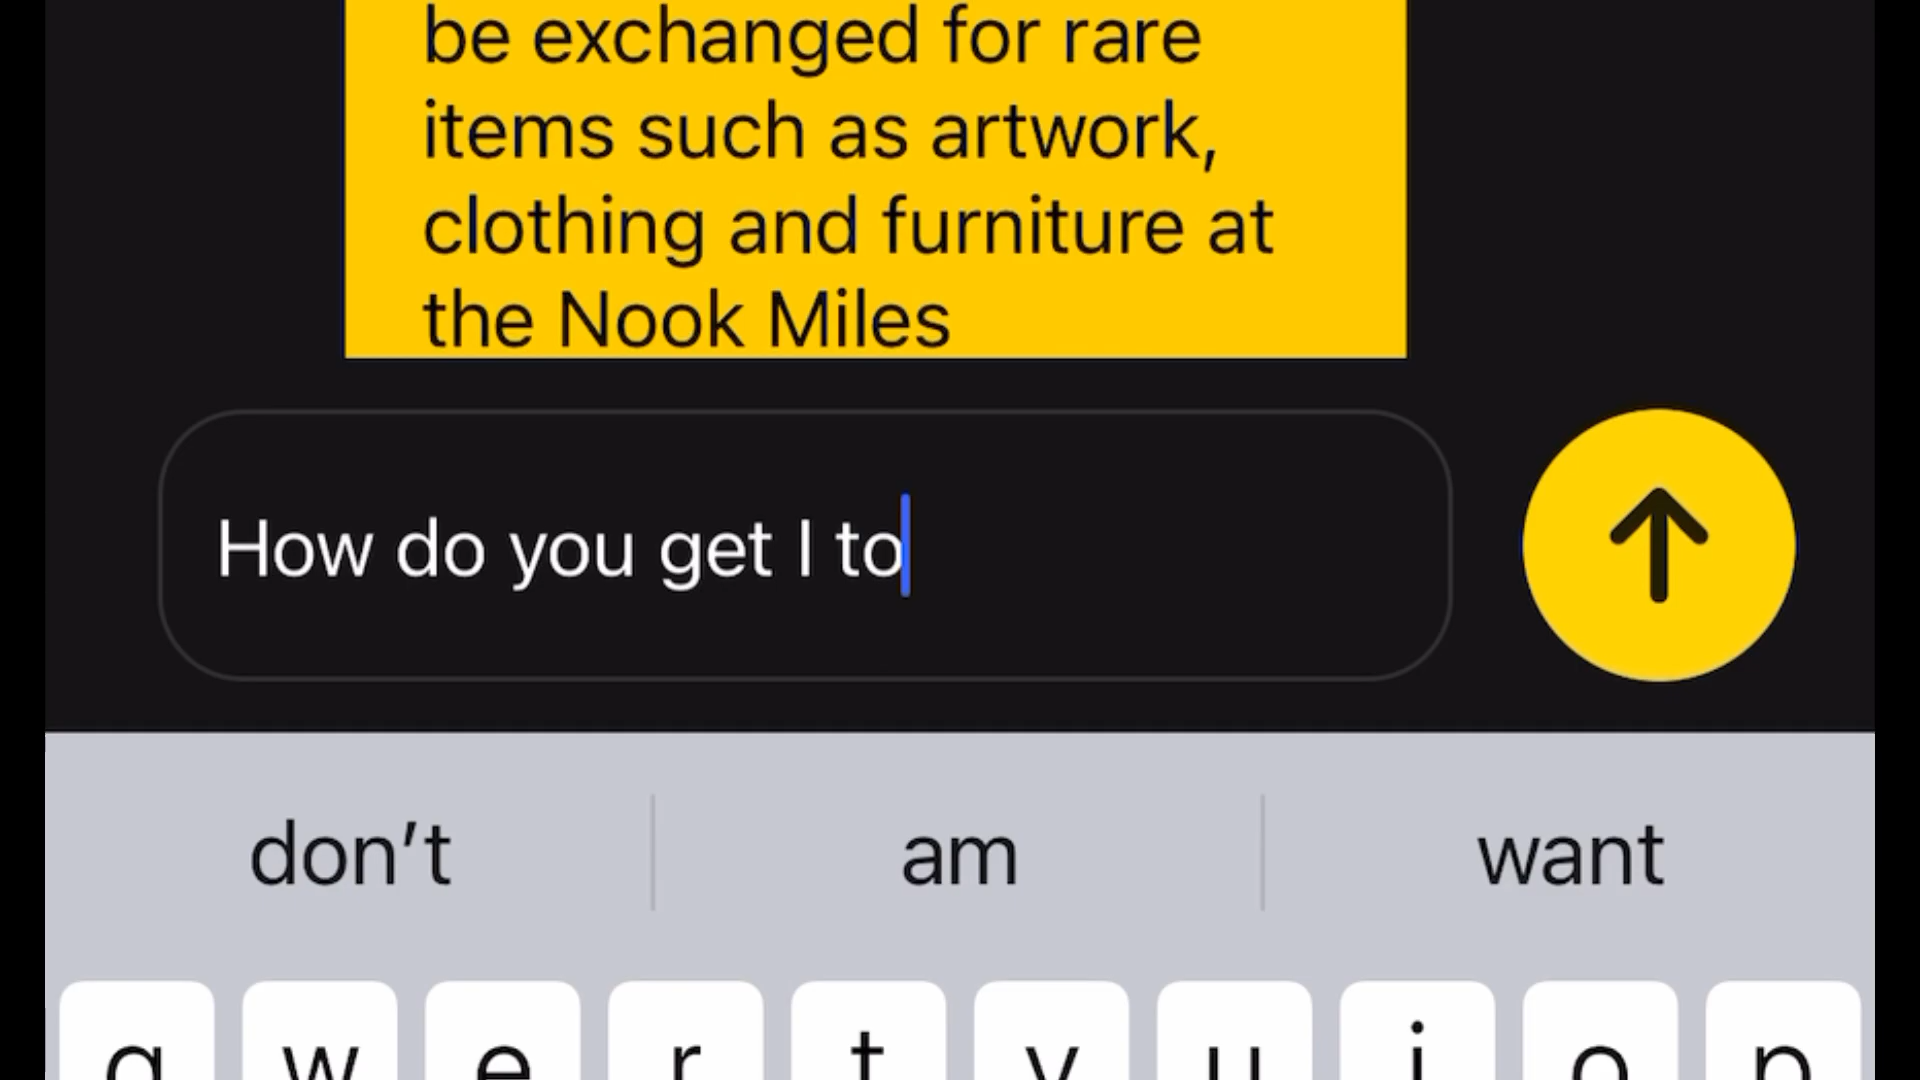 be exchanged for rare
items such as artwork,
clothing and furniture at
the Nook Miles
How do you get I to
don’t am want
q w e r t y u i o p